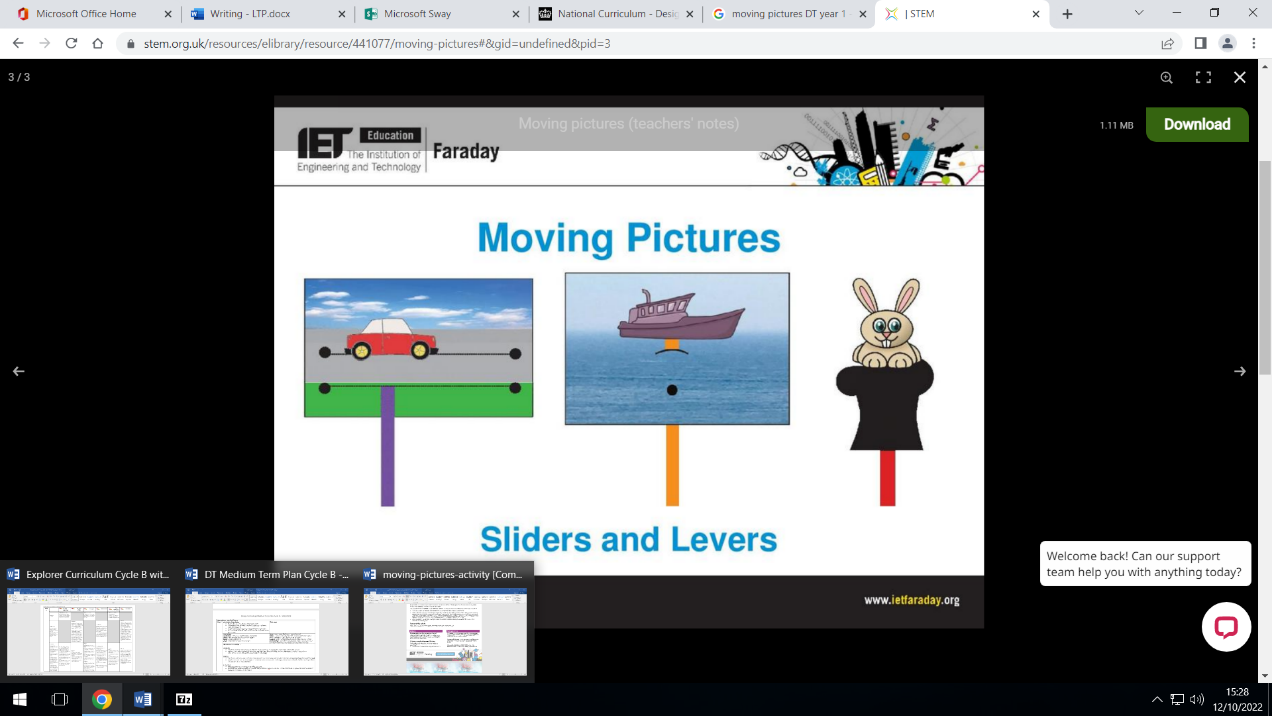 Microsoft Office Home
Writing - LTP.docx
Microsoft Sway
National Curriculum - Desig
moving pictures DT year 1 -
| STEM
stem.org.uk/resources/elibrary/resource/441077/moving-pictures#&gid=undefined&pid=3
3 / 3
Moving pictures (teachers' notes)
1.11 MB
Download
IET Education
The Institution of
Engineering and Technology
Faraday
Moving Pictures
Sliders and Levers
www.ietfaraday.org
Welcome back! Can our support
team help you with anything today?
Explorer Curriculum Cycle B wit...
DT Medium Term Plan Cycle B -...
moving-pictures-activity [Com...
7z
15:28
12/10/2022